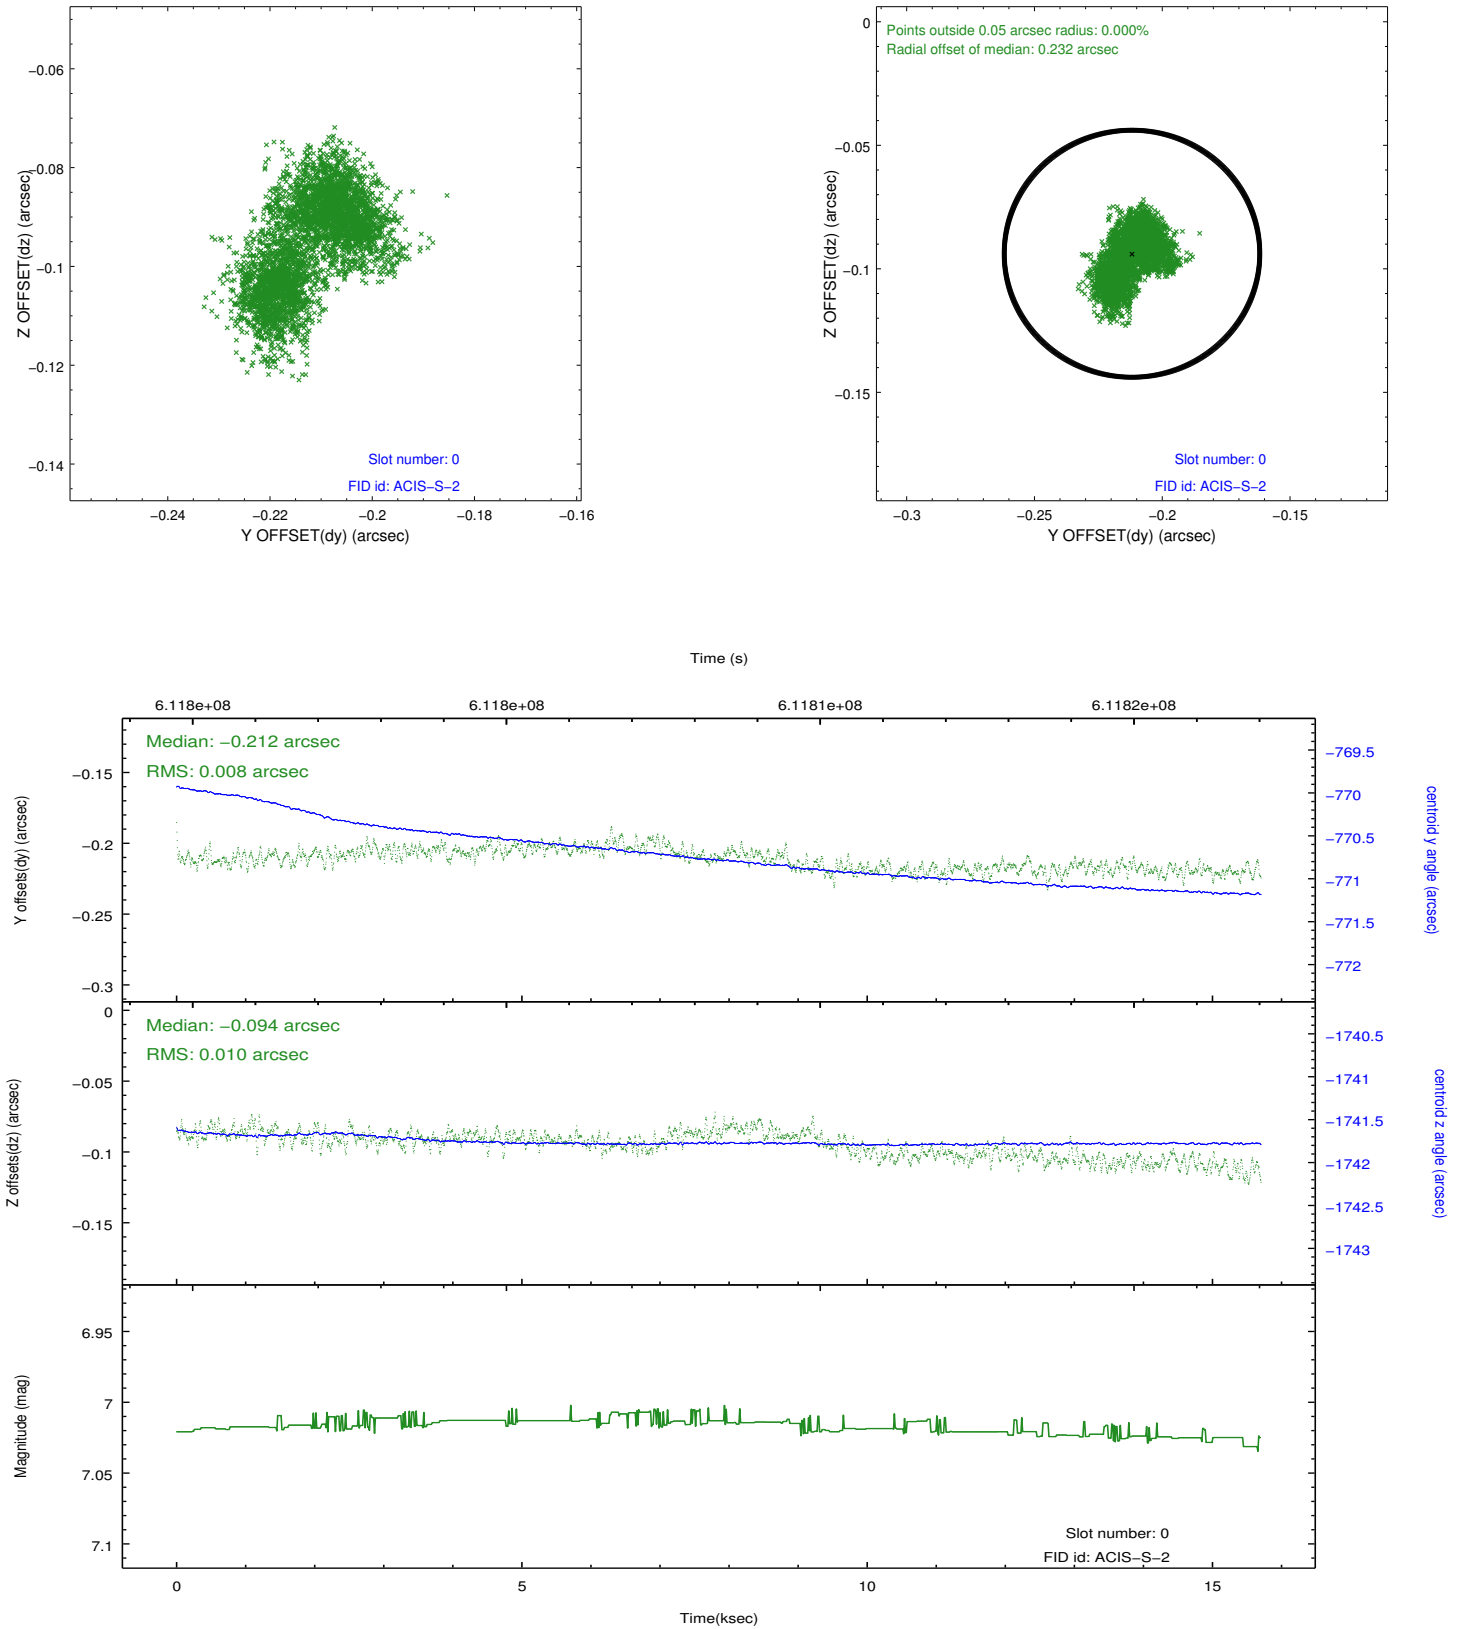 −0.06
−0.08
−0.1
−0.12
−0.14
Z OFFSET(dz) (arcsec)
Slot number: 0
FID id: ACIS−S−2
−0.24
−0.22
−0.2
−0.18
−0.16
Y OFFSET(dy) (arcsec)
Points outside 0.05 arcsec radius: 0.000%
Radial offset of median: 0.232 arcsec
0
−0.05
−0.1
−0.15
Z OFFSET(dz) (arcsec)
Slot number: 0
FID id: ACIS−S−2
−0.3
−0.25
−0.2
−0.15
Y OFFSET(dy) (arcsec)
Time (s)
6.118e+08
6.118e+08
6.1181e+08
6.1182e+08
Median: −0.212 arcsec
RMS: 0.008 arcsec
−0.15
−0.2
−0.25
−0.3
Y offsets(dy) (arcsec)
−769.5
−770
−770.5
−771
−771.5
−772
centroid y angle (arcsec)
Median: −0.094 arcsec
RMS: 0.010 arcsec
0
−0.05
−0.1
−0.15
Z offsets(dz) (arcsec)
−1740.5
−1741
−1741.5
−1742
−1742.5
−1743
centroid z angle (arcsec)
6.95
7
7.05
7.1
Magnitude (mag)
Slot number: 0
FID id: ACIS−S−2
0
5
10
15
Time(ksec)